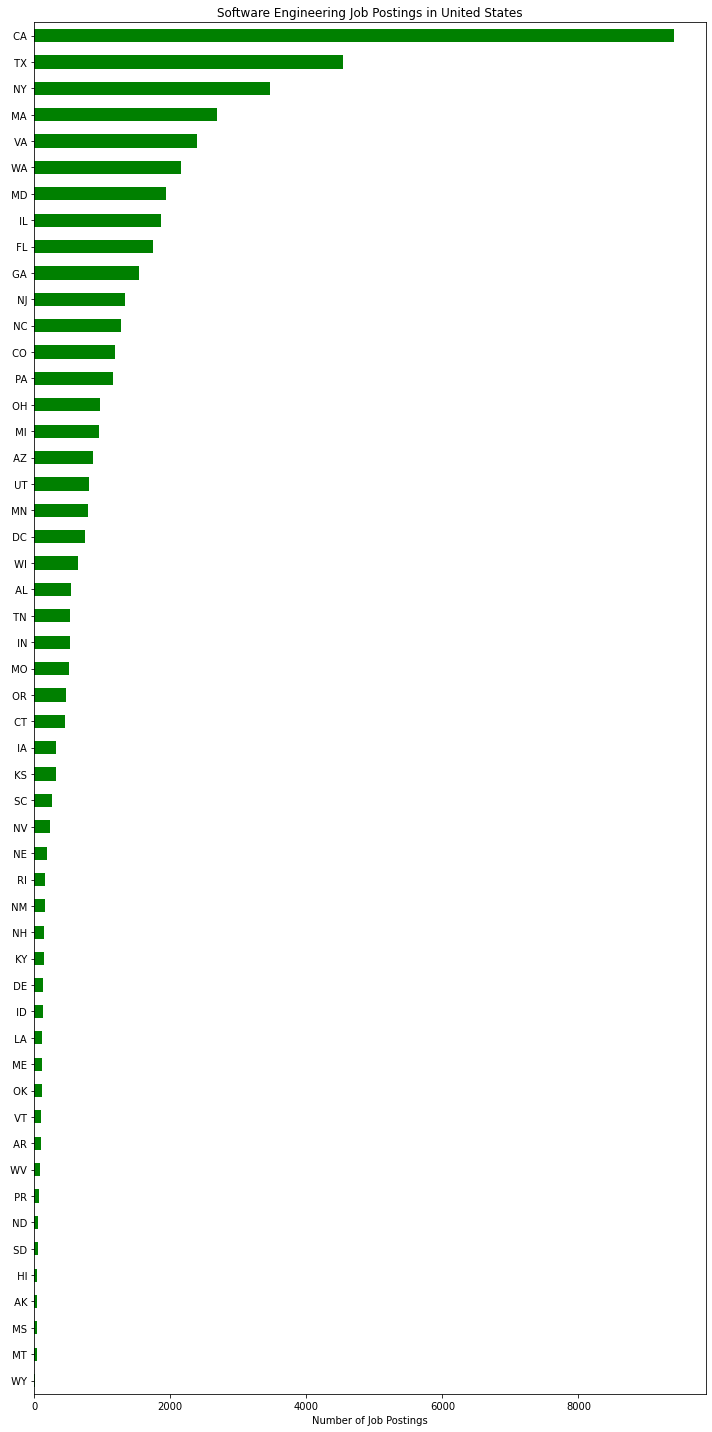 Software Engineering Job Postings in United States
CA
TX
NY
MA
VA
WA
MD
IL
FL
GA
NJ
NC
CO
PA
OH
MI
AZ
UT
MN
DC
WI
AL
TN
IN
MO
OR
CT
IA
KS
SC
NV
NE
RI
NM
NH
KY
DE
ID
LA
ME
OK
VT
AR
WV
PR
ND
SD
HI
AK
MS
MT
WY
0 2000 4000 6000 8000
Number of Job Postings